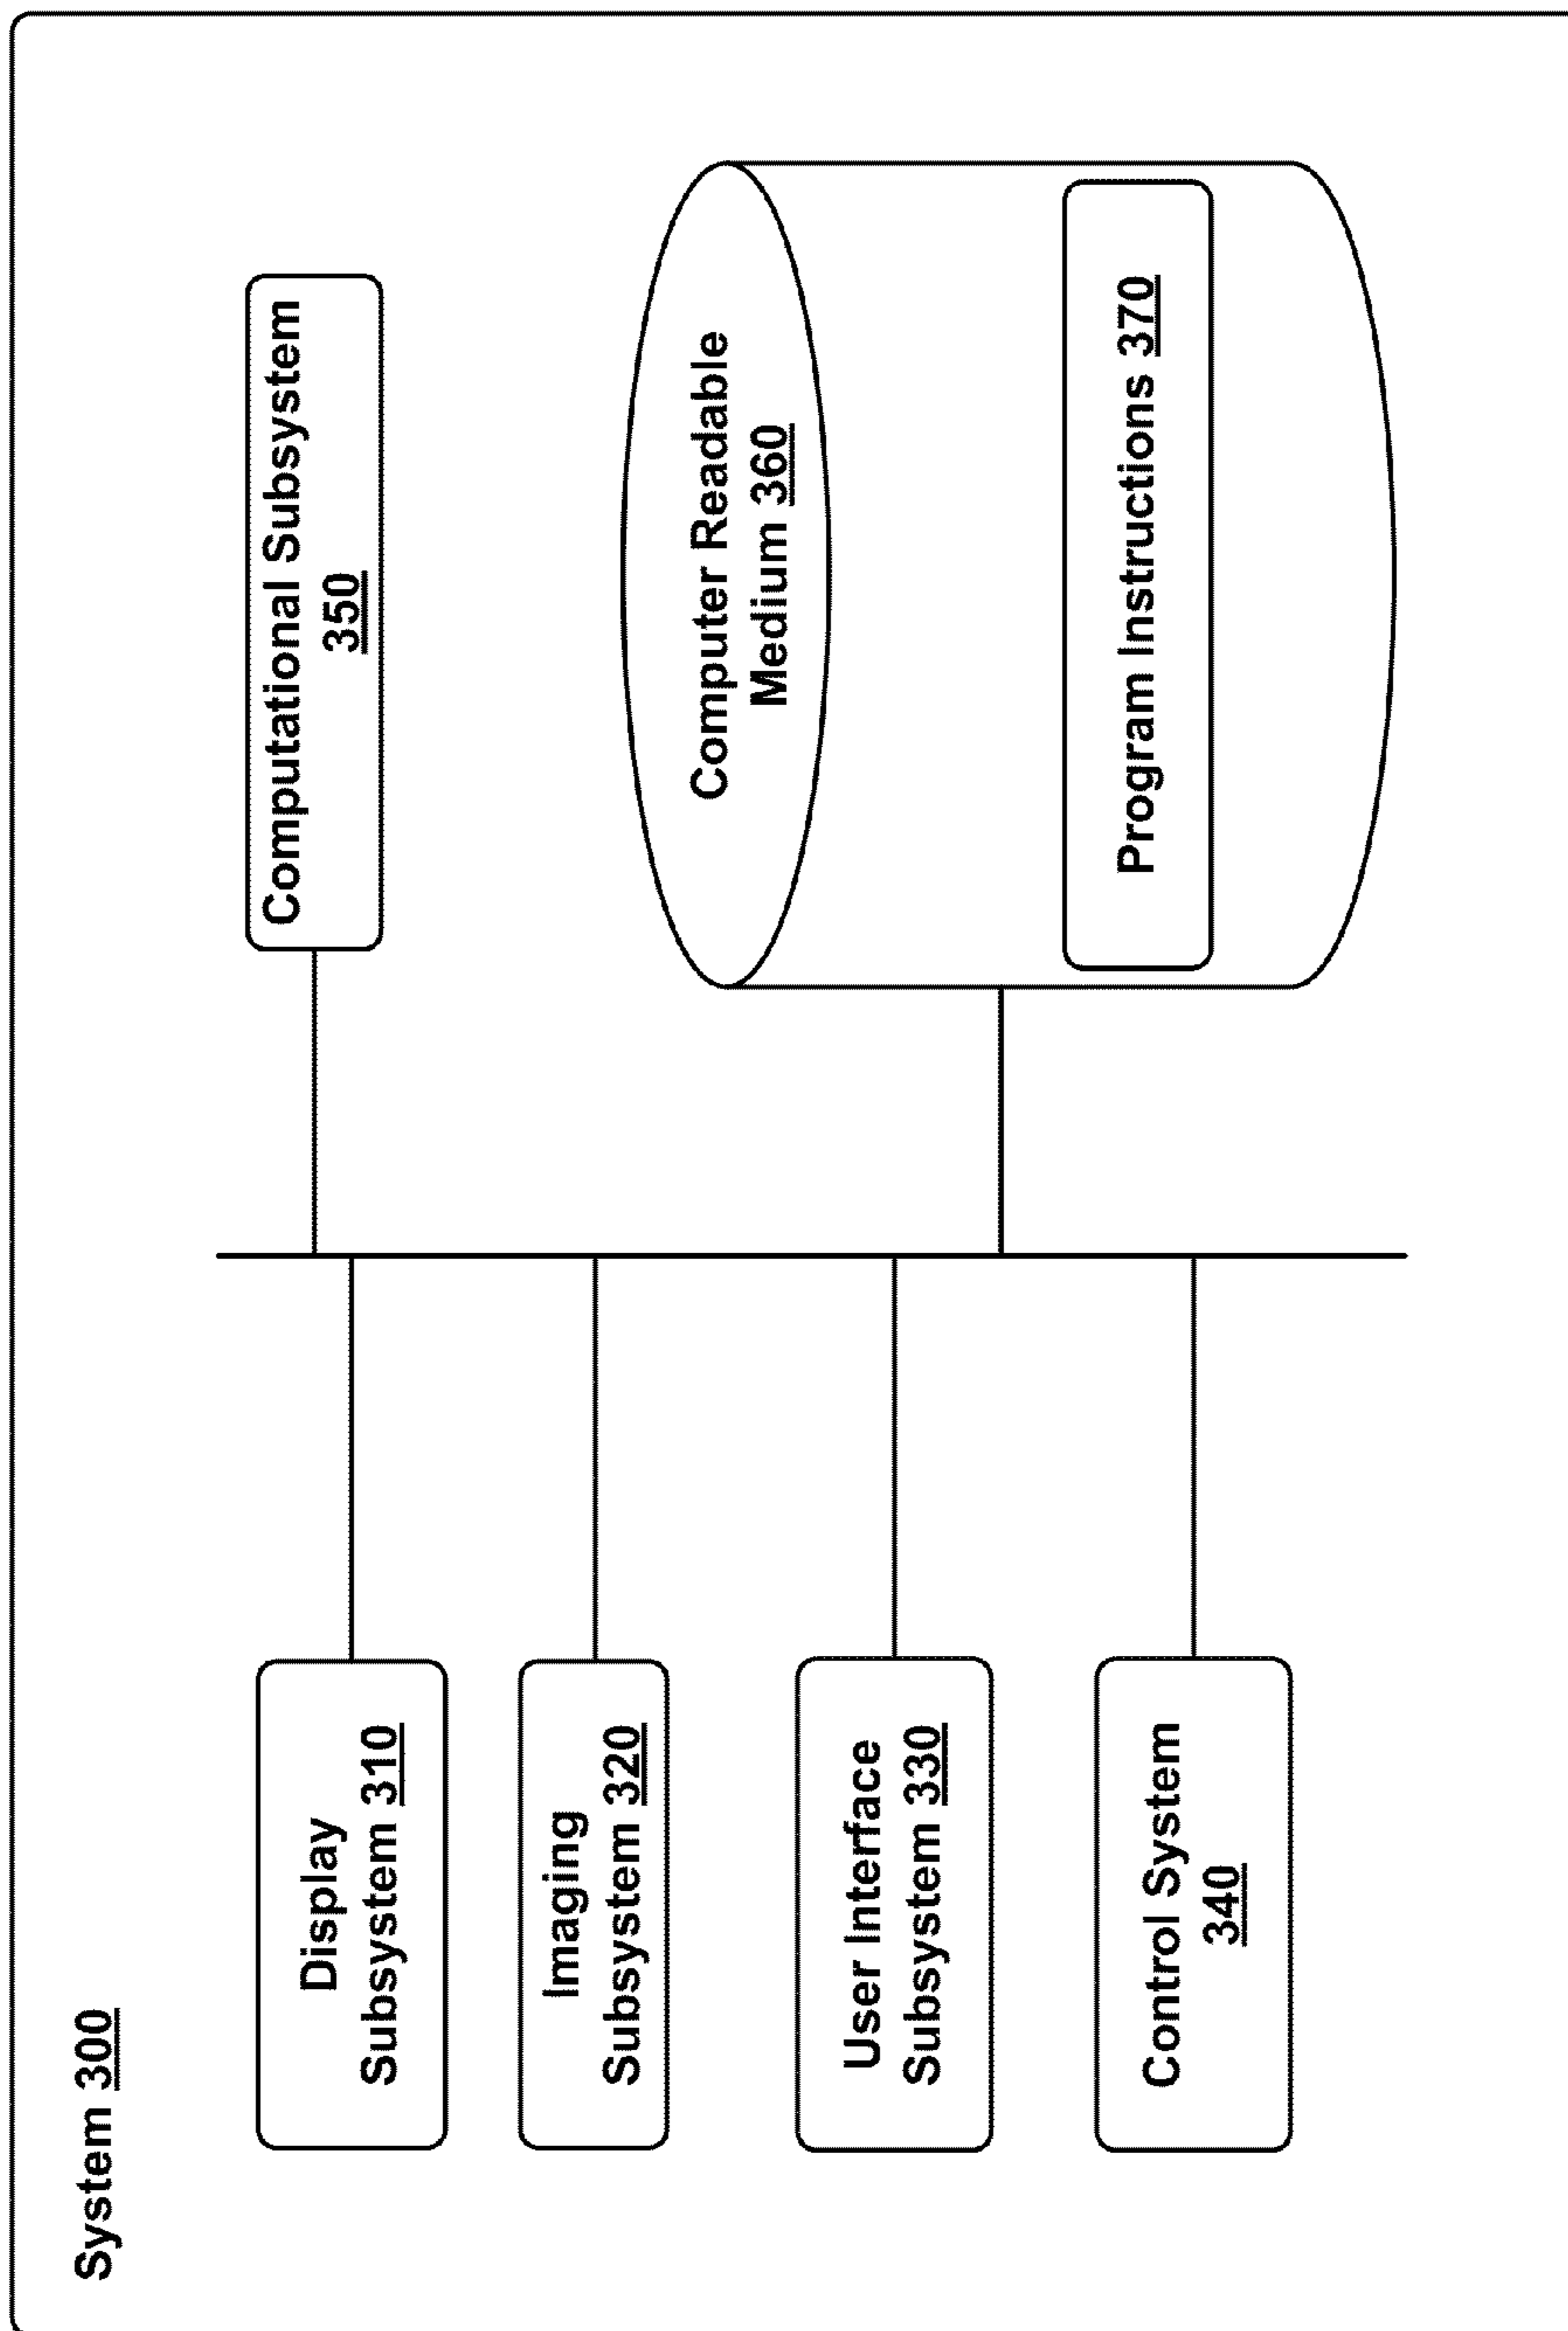 System 300
Display
Subsystem 310
Imaging
Subsystem 320
User Interface
Subsystem 330
Control System
340
Computational Subsystem
350
Computer Readable
Medium 360
Program Instructions 370